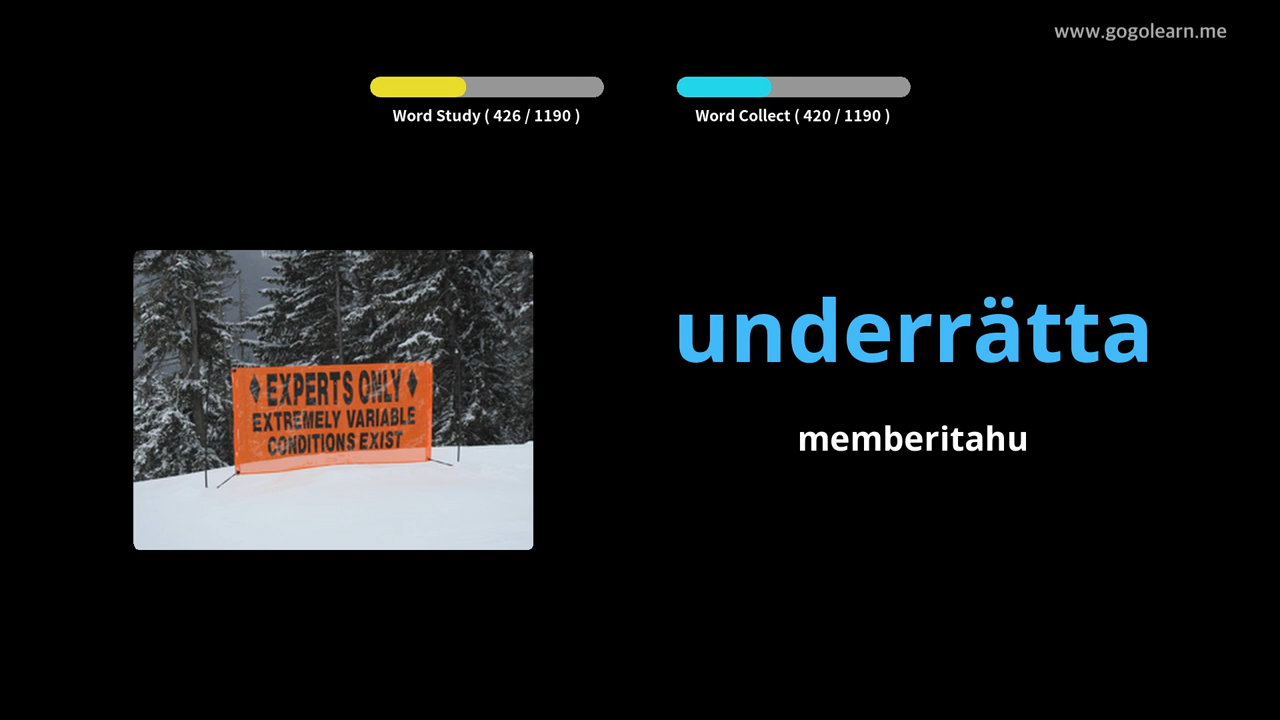 www.gogolearn.me
Word Study ( 426 / 1190 )
Word Collect ( 420 / 1190 )
EXPERTS ONLY
EXTREMELY VARIABLE
CONDITIONS EXIST
underrätta
memberitahu